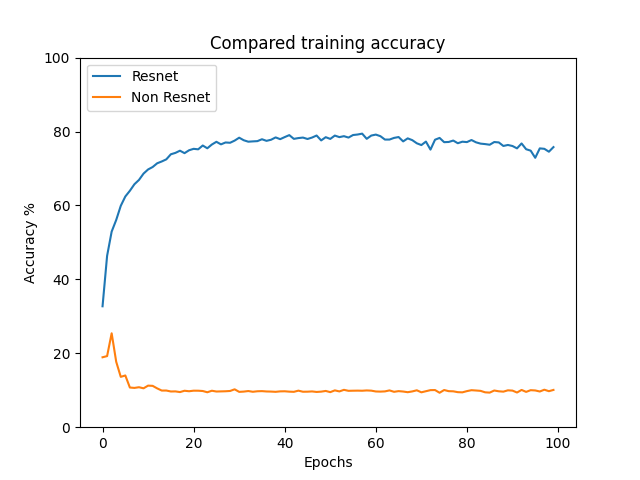 Compared training accuracy
Resnet
Non Resnet
Accuracy %
100
80
60
40
20
0
0 20 40 60 80 100
Epochs